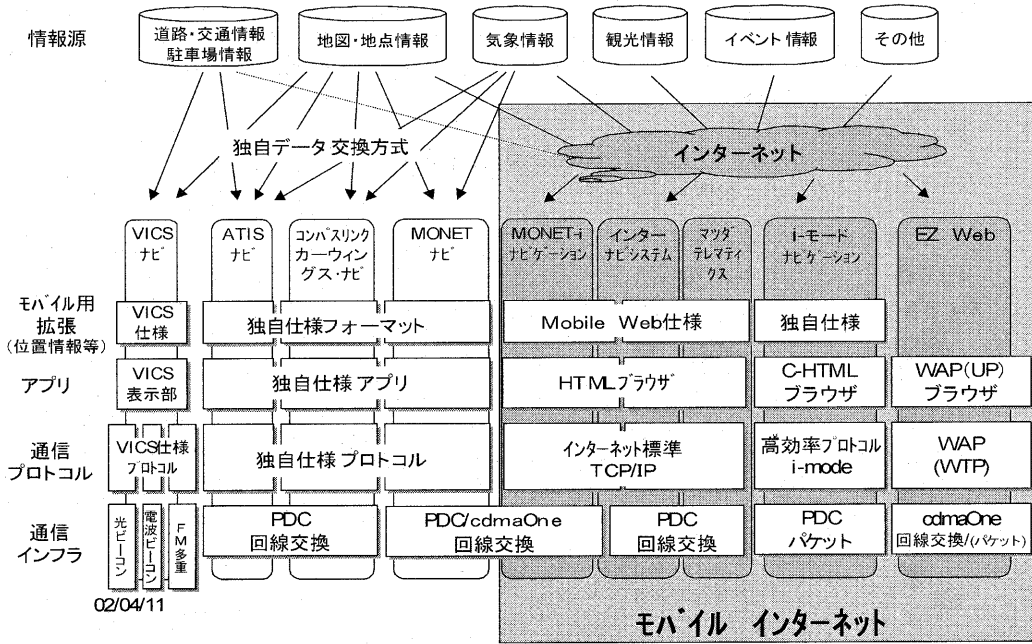 情報源
道路・交通情報
駐車場情報
地図・地点情報
気象情報
観光情報
イベント情報
その他
独自データ交換方式
インターネット
VICS
ナビ
ATIS
ナビ
コンパスリンク
カーウィン
グス・ナビ
MONET
ナビ
MONET-i
ナビゲーション
インター
ナビシステム
マツダ
テレマティ
クス
i-モード
ナビゲーション
EZ Web
モバイル用
拡張
(位置情報等)
VICS
仕様
独自仕様フォーマット
Mobile Web仕様
独自仕様
アプリ
VICS
表示部
独自仕様アプリ
HTMLブラウザ
C-HTML
ブラウザ
WAP(UP)
ブラウザ
通信
プロトコル
VICS仕様
プロトコル
独自仕様プロトコル
インターネット標準
TCP/IP
高効率プロトコル
i-mode
WAP
(WTP)
通信
インフラ
光ビーコン
電波ビーコン
FM多重
PDC
回線交換
PDC/cdmaOne
回線交換
PDC
回線交換
PDC
パケット
cdmaOne
回線交換/(パケット)
02/04/11
モバイル インターネット